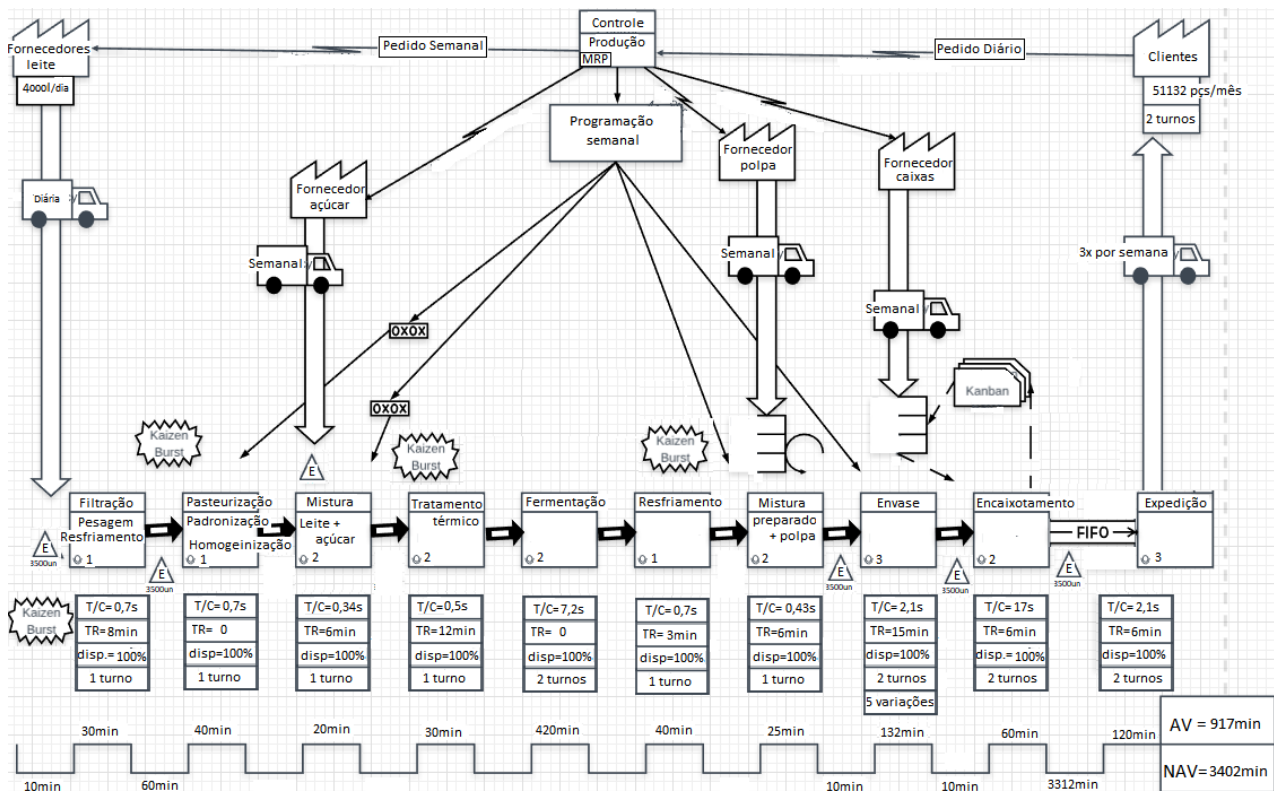 Controle
Produção
MRP
Pedido Semanal
Pedido Diário
Fornecedores
leite
4000l/dia
Clientes
51132 pçs/mês
2 turnos
Programação
semanal
Fornecedor
polpa
Fornecedor
caixas
Fornecedor
açúcar
Diária
Semanal
Semanal
3x por semana
Semanal
OXOX
OXOX
Kanban
Kaizen
Burst
Kaizen
Burst
Kaizen
Burst
E
Filtração
Pesagem
Resfriamento
1
Pasteurização
Padronização
Homogeinização
1
Mistura
Leite +
açúcar
2
Tratamento
térmico
2
Fermentação
2
Resfriamento
1
Mistura
preparado
+ polpa
2
Envase
3
Encaixotamento
2
FIFO
Expedição
3
E
3500un
E
3500un
E
3500un
E
3500un
E
3500un
Kaizen
Burst
T/C= 0,7s
TR=8min
disp.= 100%
1 turno
T/C=0,7s
TR= 0
disp=100%
1 turno
T/C=0,34s
TR=6min
disp=100%
1 turno
T/C=0,5s
TR=12min
disp=100%
1 turno
T/C=7,2s
TR= 0
disp=100%
2 turnos
T/C=0,7s
TR= 3min
disp=100%
1 turno
T/C=0,43s
TR=6min
disp=100%
1 turno
T/C= 2,1s
TR=15min
disp=100%
2 turnos
5 variações
T/C= 17s
TR=6min
disp.= 100%
2 turnos
T/C= 2,1s
TR=6min
disp=100%
2 turnos
30min
40min
20min
30min
420min
40min
25min
132min
60min
120min
10min
60min
10min
10min
3312min
AV = 917min
NAV=3402min